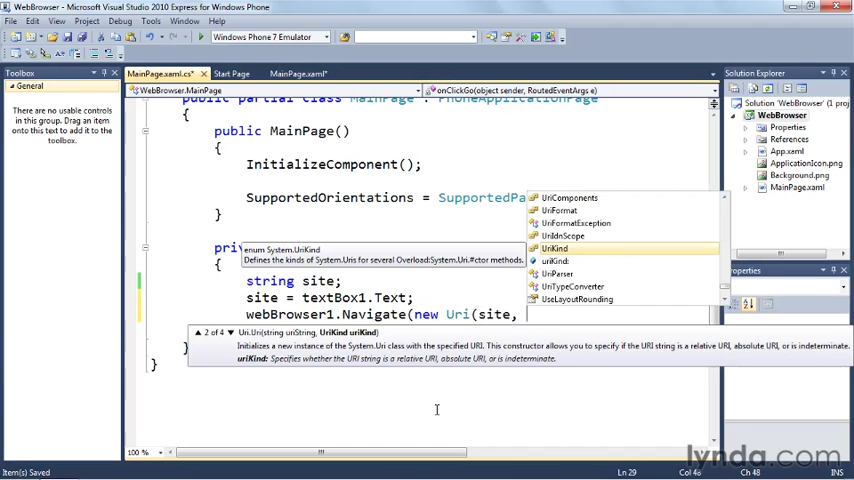 WebBrowser - Microsoft Visual Studio 2010 Express for Windows Phone
File Edit View Project Debug Tools Window Help
Windows Phone 7 Emulator
Toolbox
MainPage.xaml.cs* Start Page MainPage.xaml*
Solution Explorer
General
WebBrowser.MainPage
onClickGo(object sender, RoutedEventArgs e)
There are no usable controls
in this group. Drag an item
onto this text to add it to the
toolbox.
public partial class MainPage : PhoneApplicationPage
{
public MainPage()
{
InitializeComponent();
SupportedOrientations = SupportedPa
}
priv
{
string site;
site = textBox1.Text;
webBrowser1.Navigate(new Uri(site,
}
}
enum System.UriKind
Defines the kinds of System.Uris for several Overload:System.Uri.#ctor methods.
UriComponents
UriFormat
UriFormatException
UriIdnScope
UriKind
uriKind:
UriParser
UriTypeConverter
UseLayoutRounding
2 of 4 Uri.Uri(string uriString, UriKind uriKind)
Initializes a new instance of the System.Uri class with the specified URI. This constructor allows you to specify if the URI string is a relative URI, absolute URI, or is indeterminate.
uriKind: Specifies whether the URI string is a relative URI, absolute URI, or is indeterminate.
Solution 'WebBrowser' (1 proj
WebBrowser
Properties
References
App.xaml
ApplicationIcon.png
Background.png
MainPage.xaml
Properties
100 %
lynda.com
Item(s) Saved
Ln 29 Col 48 Ch 48